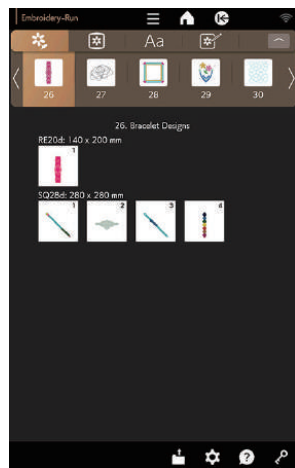 Embroidery-Run
Aa
26 27 28 29 30
26. Bracelet Designs
RE20d: 140 x 200 mm
1
SQ28d: 280 x 280 mm
1 2 3 4
?